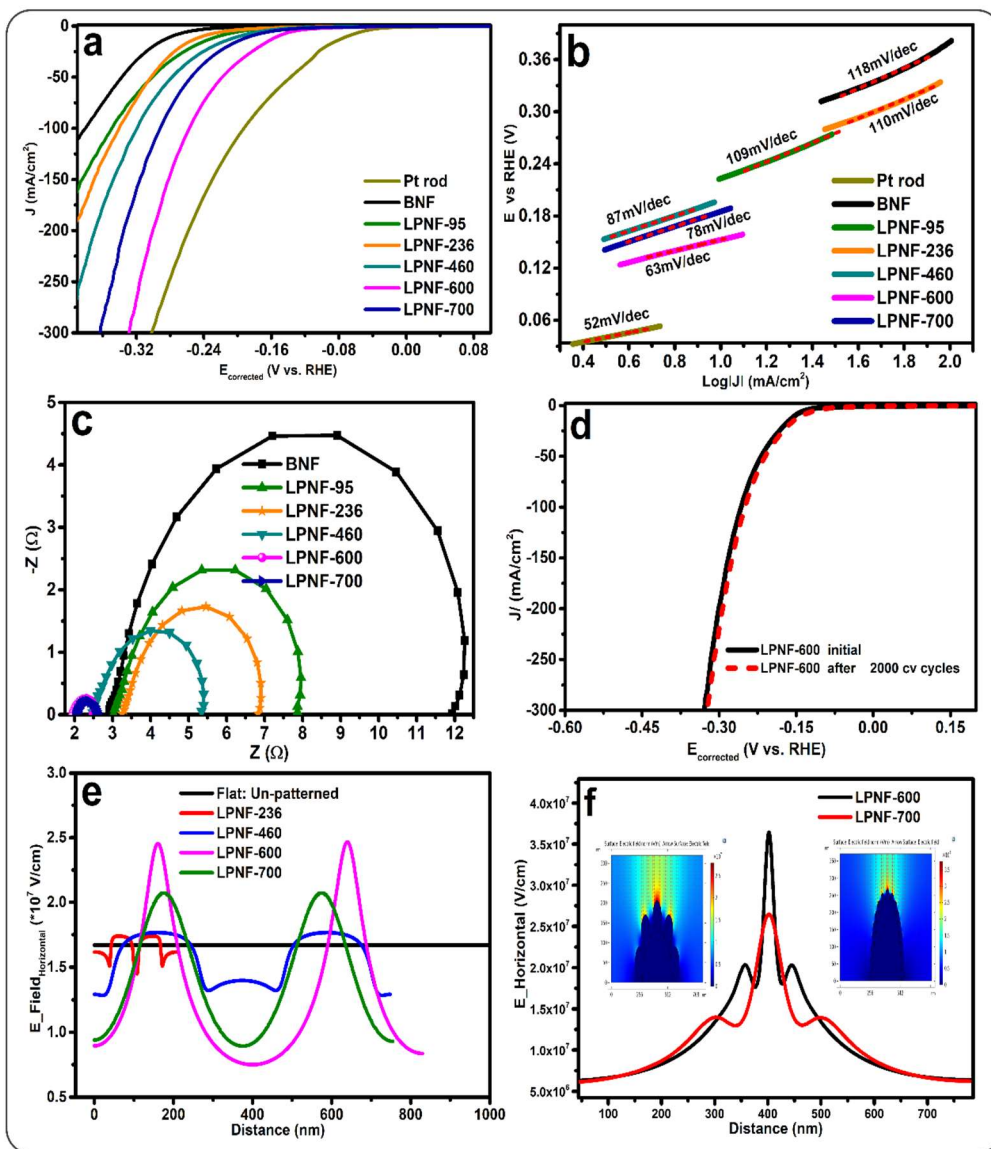 a
J (mA/cm²)
0
-50
-100
-150
-200
-250
-300
Pt rod
BNF
LPNF-95
LPNF-236
LPNF-460
LPNF-600
LPNF-700
-0.32 -0.24 -0.16 -0.08 0.00 0.08
E_corrected (V vs. RHE)
b
E vs RHE (V)
0.36
0.30
0.24
0.18
0.12
0.06
118mV/dec
110mV/dec
109mV/dec
87mV/dec
78mV/dec
63mV/dec
52mV/dec
Pt rod
BNF
LPNF-95
LPNF-236
LPNF-460
LPNF-600
LPNF-700
0.4 0.6 0.8 1.0 1.2 1.4 1.6 1.8 2.0
Log|J| (mA/cm²)
c
-Z (Ω)
5
4
3
2
1
0
BNF
LPNF-95
LPNF-236
LPNF-460
LPNF-600
LPNF-700
2 3 4 5 6 7 8 9 10 11 12
Z (Ω)
d
J/ (mA/cm²)
0
-50
-100
-150
-200
-250
-300
LPNF-600 initial
LPNF-600 after 2000 cv cycles
-0.60 -0.45 -0.30 -0.15 0.00 0.15
E_corrected (V vs. RHE)
e
E_Field_Horizontal (*10⁷ V/cm)
3.0
2.5
2.0
1.5
1.0
0.5
Flat: Un-patterned
LPNF-236
LPNF-460
LPNF-600
LPNF-700
0 200 400 600 800 1000
Distance (nm)
f
E_Horizontal (V/cm)
4.0x10⁷
3.5x10⁷
3.0x10⁷
2.5x10⁷
2.0x10⁷
1.5x10⁷
1.0x10⁷
5.0x10⁶
LPNF-600
LPNF-700
100 200 300 400 500 600 700
Distance (nm)